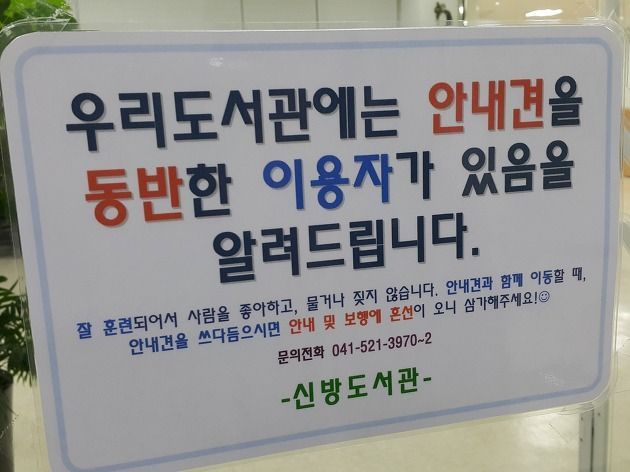 우리도서관에는 안내견을
동반한 이용자가 있음을
알려드립니다.
잘 훈련되어서 사람을 좋아하고, 물거나 짖지 않습니다. 안내견과 함께 이동할 때,
안내견을 쓰다듬으시면 안내 및 보행에 혼선이 오니 삼가해주세요!☺
문의전화 041-521-3970~2
-신방도서관-